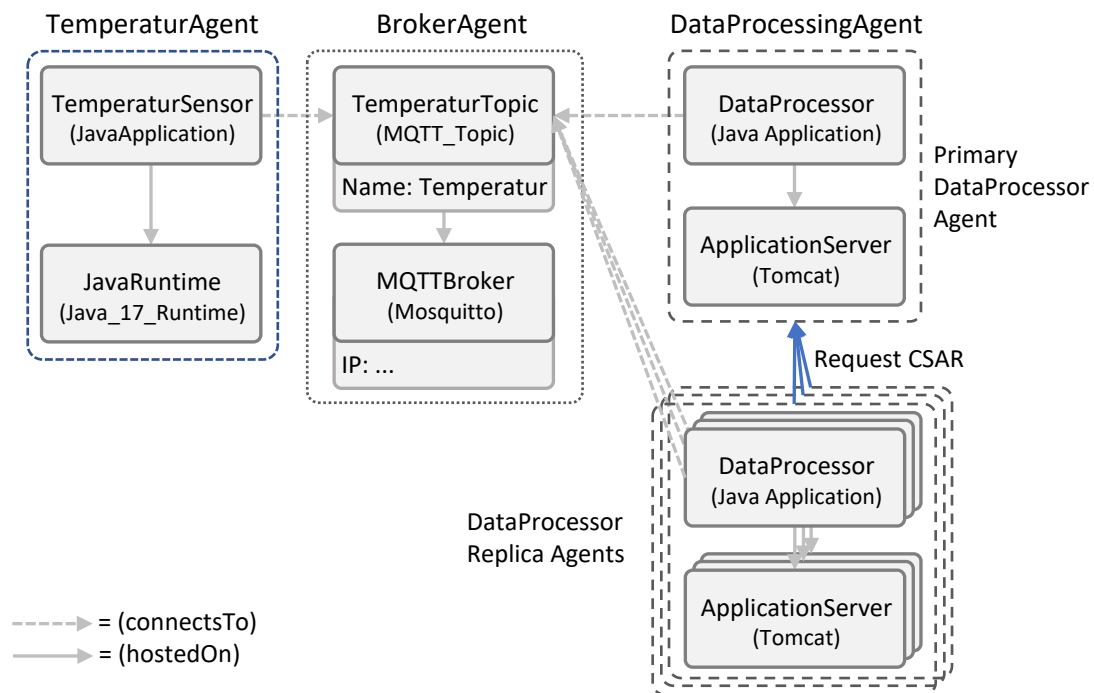 TemperaturAgent
BrokerAgent
DataProcessingAgent
TemperaturSensor
(JavaApplication)
TemperaturTopic
(MQTT_Topic)
Name: Temperatur
DataProcessor
(Java Application)
Primary
DataProcessor
Agent
JavaRuntime
(Java_17_Runtime)
MQTTBroker
(Mosquitto)
IP: ...
ApplicationServer
(Tomcat)
Request CSAR
DataProcessor
(Java Application)
DataProcessor
Replica Agents
ApplicationServer
(Tomcat)
= (connectsTo)
= (hostedOn)